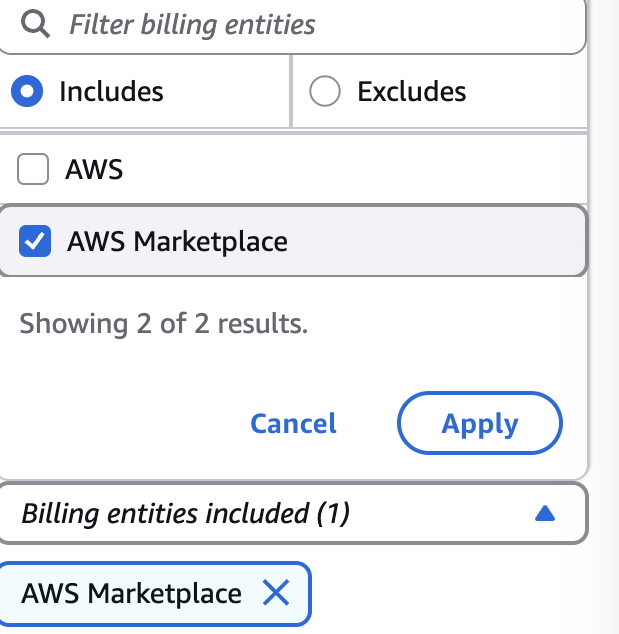 Filter billing entities
Includes
Excludes
AWS
AWS Marketplace
Showing 2 of 2 results.
Cancel
Apply
Billing entities included (1)
AWS Marketplace